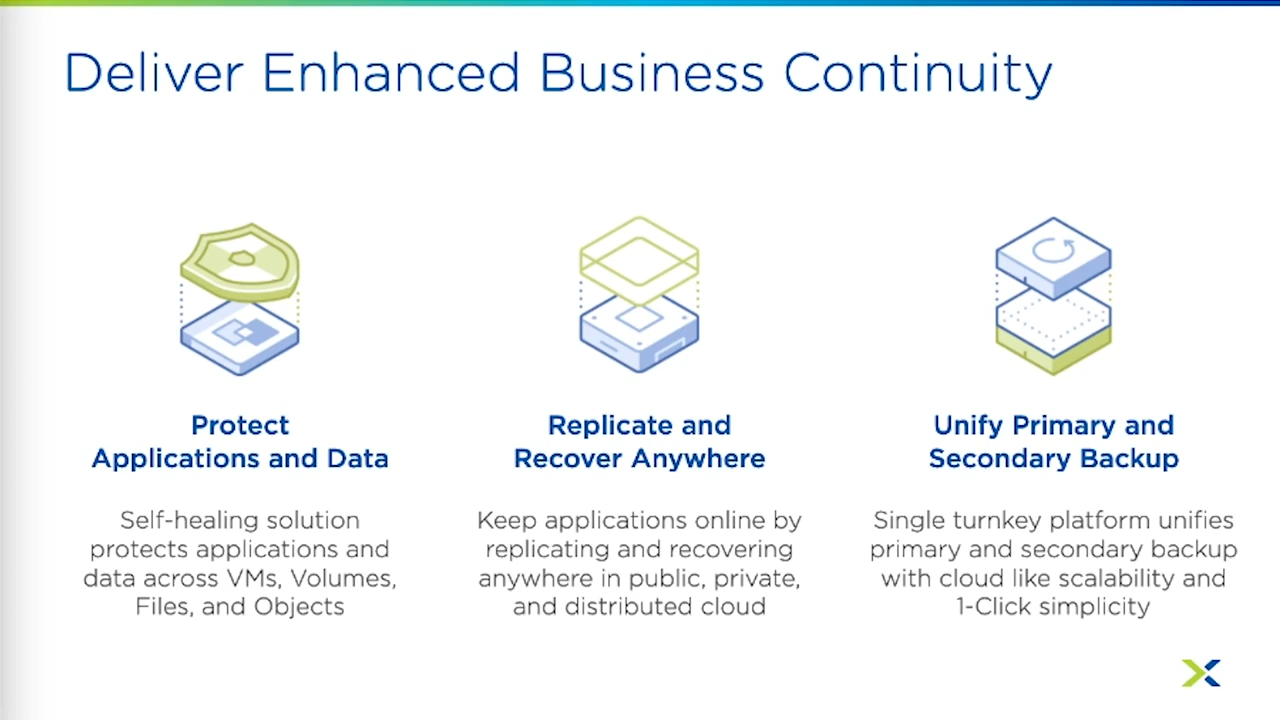 Deliver Enhanced Business Continuity
Protect
Applications and Data
Self-healing solution
protects applications and
data across VMs, Volumes,
Files, and Objects
Replicate and
Recover Anywhere
Keep applications online by
replicating and recovering
anywhere in public, private,
and distributed cloud
Unify Primary and
Secondary Backup
Single turnkey platform unifies
primary and secondary backup
with cloud like scalability and
1-Click simplicity